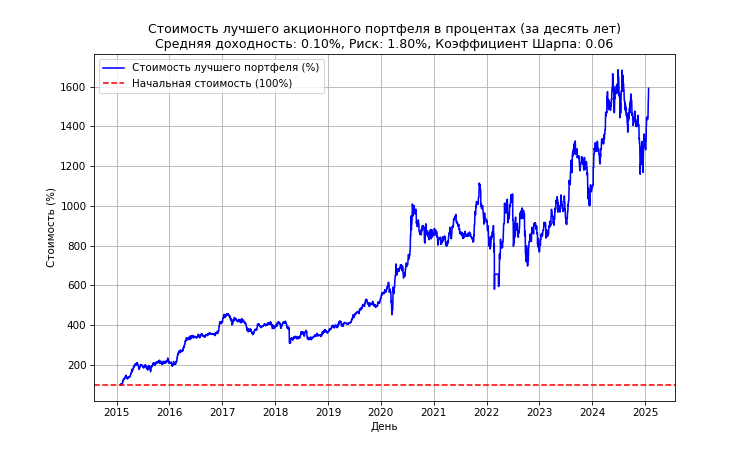 Стоимость лучшего акционного портфеля в процентах (за десять лет)
Средняя доходность: 0.10%, Риск: 1.80%, Коэффициент Шарпа: 0.06
Стоимость лучшего портфеля (%)
Начальная стоимость (100%)
Стоимость (%)
1600
1400
1200
1000
800
600
400
200
2015 2016 2017 2018 2019 2020 2021 2022 2023 2024 2025
День